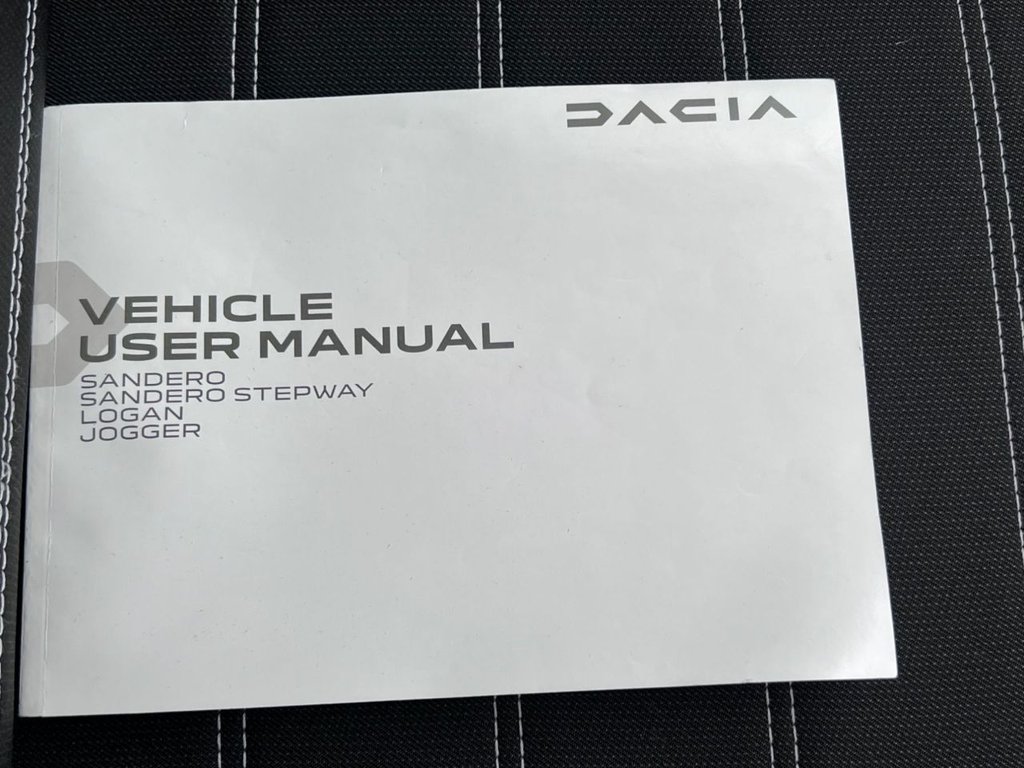 DACIA
VEHICLE
USER MANUAL
SANDERO
SANDERO STEPWAY
LOGAN
JOGGER